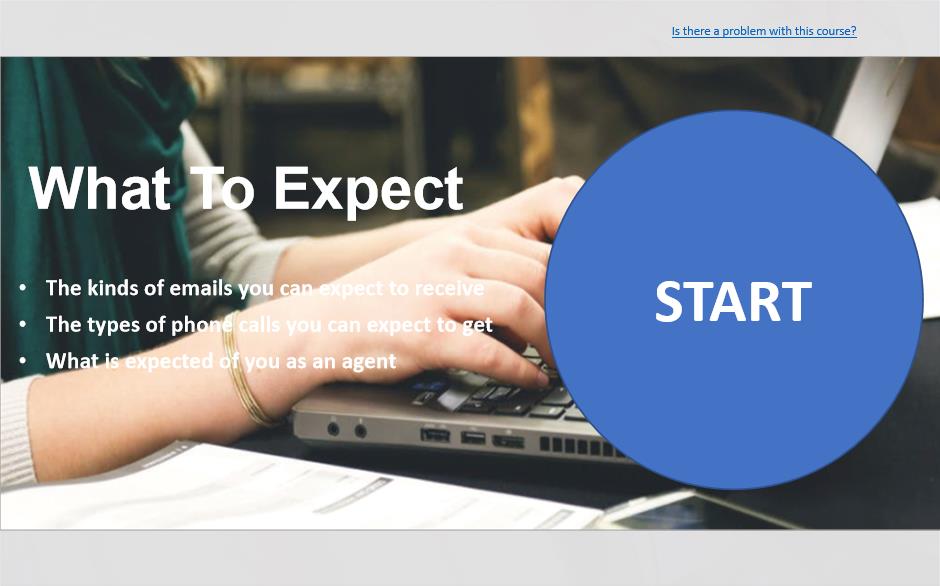 Is there a problem with this course?
What To Expect
• The kinds of emails you can expect to receive
• The types of phone calls you can expect to get
• What is expected of you as an agent
START